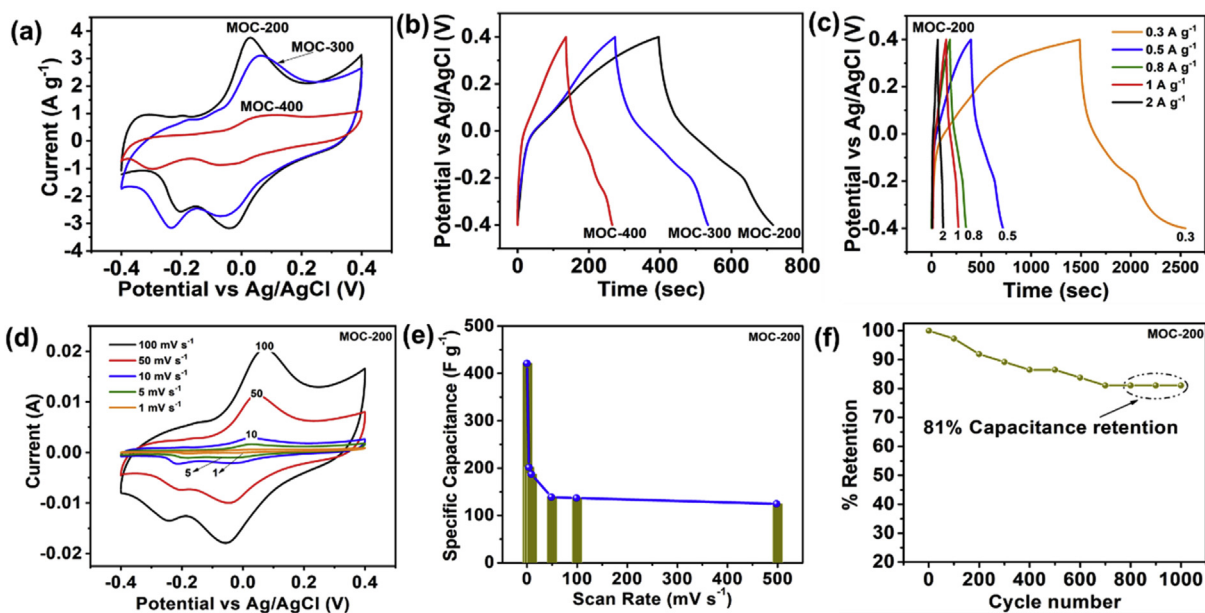 (a)
MOC-200
MOC-300
MOC-400
Current (A g⁻¹)
4
3
2
1
0
-1
-2
-3
-4
-5
-0.4 -0.2 0.0 0.2 0.4
Potential vs Ag/AgCl (V)
(b)
Potential vs Ag/AgCl (V)
0.4
0.2
0.0
-0.2
-0.4
MOC-400 MOC-300 MOC-200
0 200 400 600 800
Time (sec)
(c)
MOC-200
0.3 A g⁻¹
0.5 A g⁻¹
0.8 A g⁻¹
1 A g⁻¹
2 A g⁻¹
Potential vs Ag/AgCl (V)
0.4
0.2
0.0
-0.2
-0.4
2 1 0.8 0.5 0.3
0 500 1000 1500 2000 2500
Time (sec)
(d)
MOC-200
100 mV s⁻¹
50 mV s⁻¹
10 mV s⁻¹
5 mV s⁻¹
1 mV s⁻¹
100
50
10
5 1
Current (A)
0.02
0.01
0.00
-0.01
-0.02
-0.4 -0.2 0.0 0.2 0.4
Potential vs Ag/AgCl (V)
(e)
MOC-200
Specific Capacitance (F g⁻¹)
500
400
300
200
100
0
0 100 200 300 400 500
Scan Rate (mV s⁻¹)
(f)
MOC-200
% Retention
100
90
80
70
60
50
40
30
20
81% Capacitance retention
0 200 400 600 800 1000
Cycle number